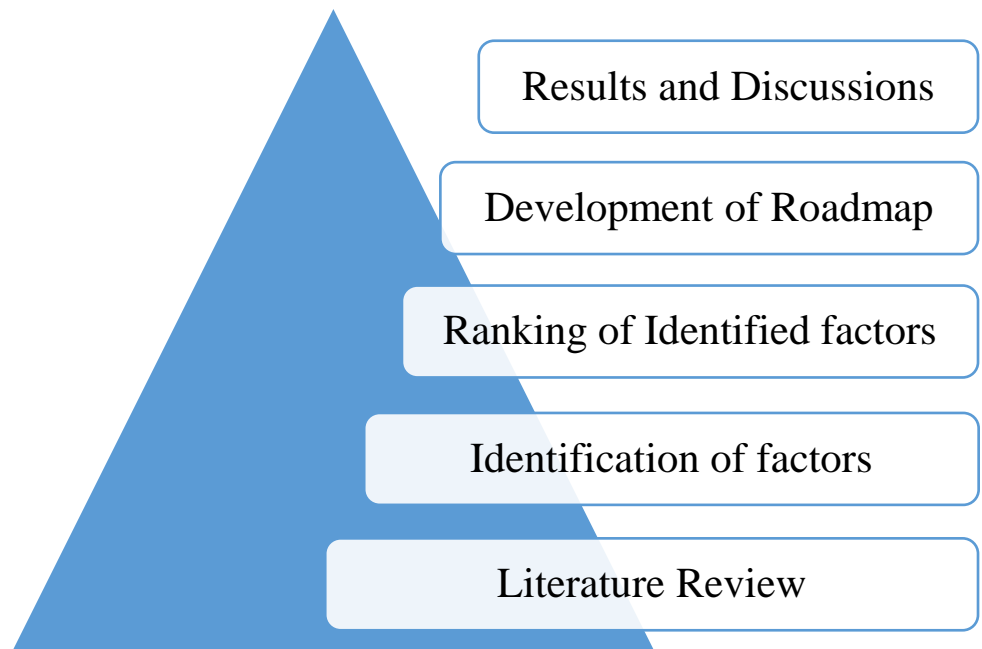 Results and Discussions
Development of Roadmap
Ranking of Identified factors
Identification of factors
Literature Review